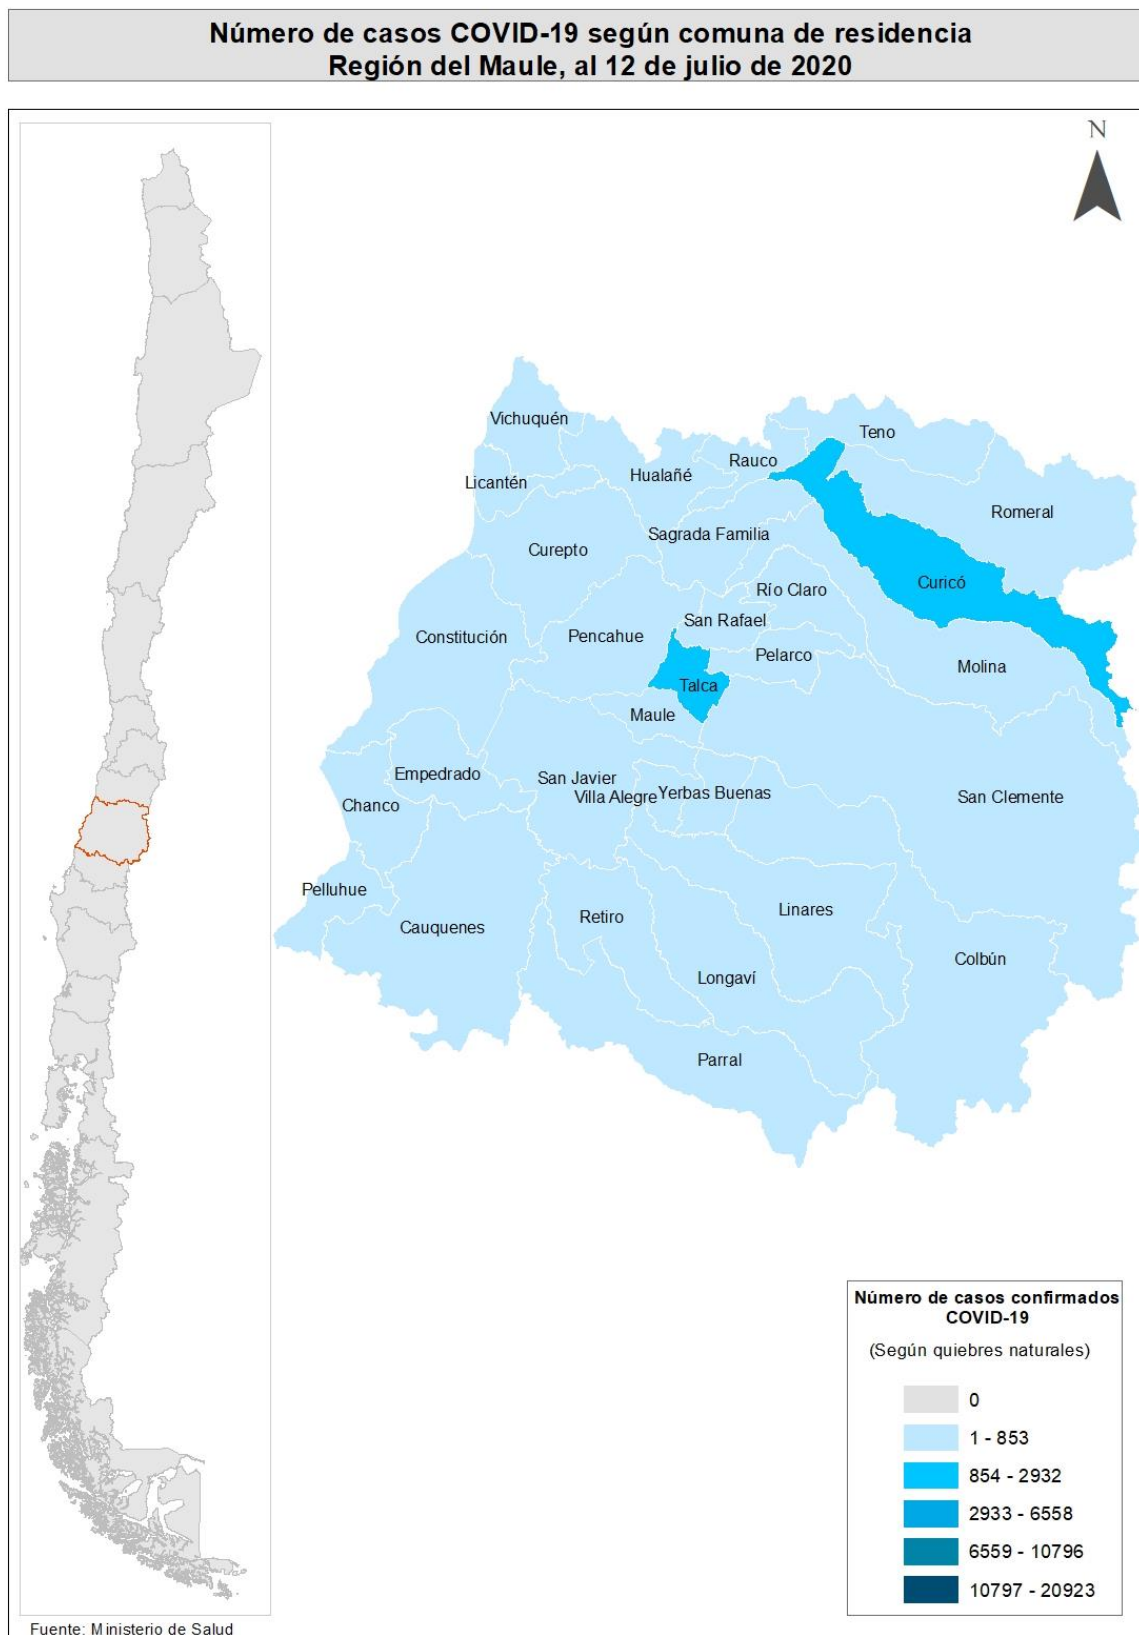 Número de casos COVID-19 según comuna de residencia
Región del Maule, al 12 de julio de 2020
N
Vichuquén
Teno
Rauco
Hualañé
Licantén
Romeral
Sagrada Familia
Curepto
Curicó
Río Claro
San Rafael
Constitución
Pencahue
Pelarco
Molina
Talca
Maule
Empedrado
San Javier
Villa Alegre
Yerbas Buenas
San Clemente
Chanco
Pelluhue
Cauquenes
Retiro
Linares
Colbún
Longaví
Parral
Número de casos confirmados
COVID-19
(Según quiebres naturales)
0
1 - 853
854 - 2932
2933 - 6558
6559 - 10796
10797 - 20923
Fuente: Ministerio de Salud